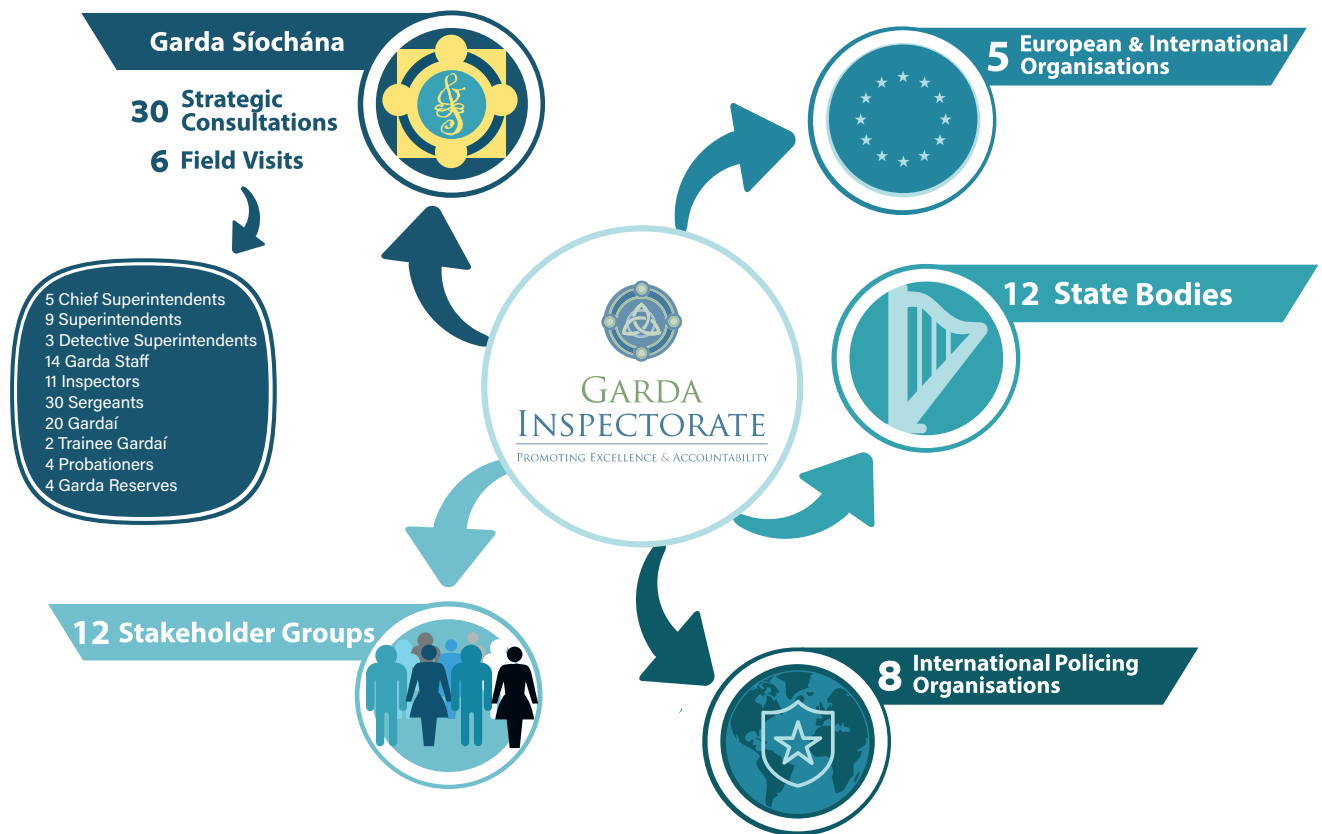 Garda Síochána
30 Strategic
Consultations
6 Field Visits
5 Chief Superintendents
9 Superintendents
3 Detective Superintendents
14 Garda Staff
11 Inspectors
30 Sergeants
20 Gardaí
2 Trainee Gardaí
4 Probationers
4 Garda Reserves
5 European & International
Organisations
12 State Bodies
GARDA
INSPECTORATE
PROMOTING EXCELLENCE & ACCOUNTABILITY
12 Stakeholder Groups
8 International Policing
Organisations